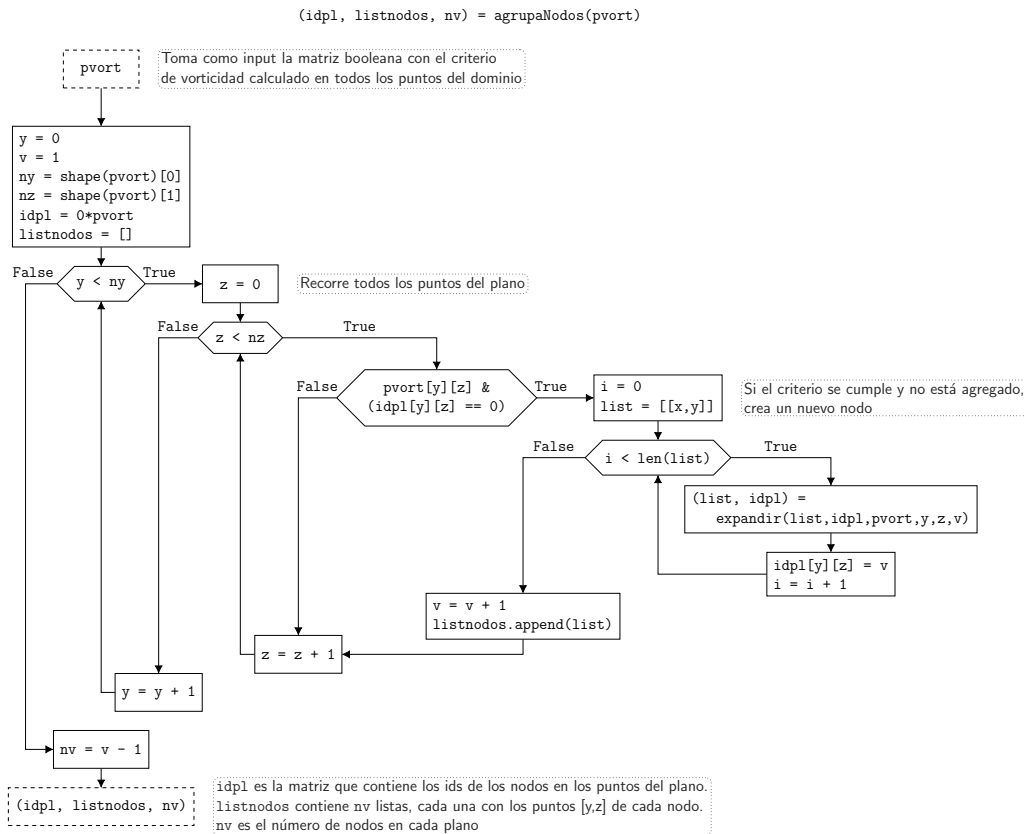 (idpl, listnodos, nv) = agrupaNodos(pvort)
pvort
Toma como input la matriz booleana con el criterio
de vorticidad calculado en todos los puntos del dominio
y = 0
v = 1
ny = shape(pvort)[0]
nz = shape(pvort)[1]
idpl = 0*pvort
listnodos = []
False
y < ny
True
z = 0
Recorre todos los puntos del plano
False
z < nz
True
False
pvort[y][z] &
(idpl[y][z] == 0)
True
i = 0
list = [[x,y]]
Si el criterio se cumple y no está agregado,
crea un nuevo nodo
False
i < len(list)
True
(list, idpl) =
expandir(list,idpl,pvort,y,z,v)
idpl[y][z] = v
i = i + 1
v = v + 1
listnodos.append(list)
z = z + 1
y = y + 1
nv = v - 1
(idpl, listnodos, nv)
idpl es la matriz que contiene los ids de los nodos en los puntos del plano.
listnodos contiene nv listas, cada una con los puntos [y,z] de cada nodo.
nv es el número de nodos en cada plano